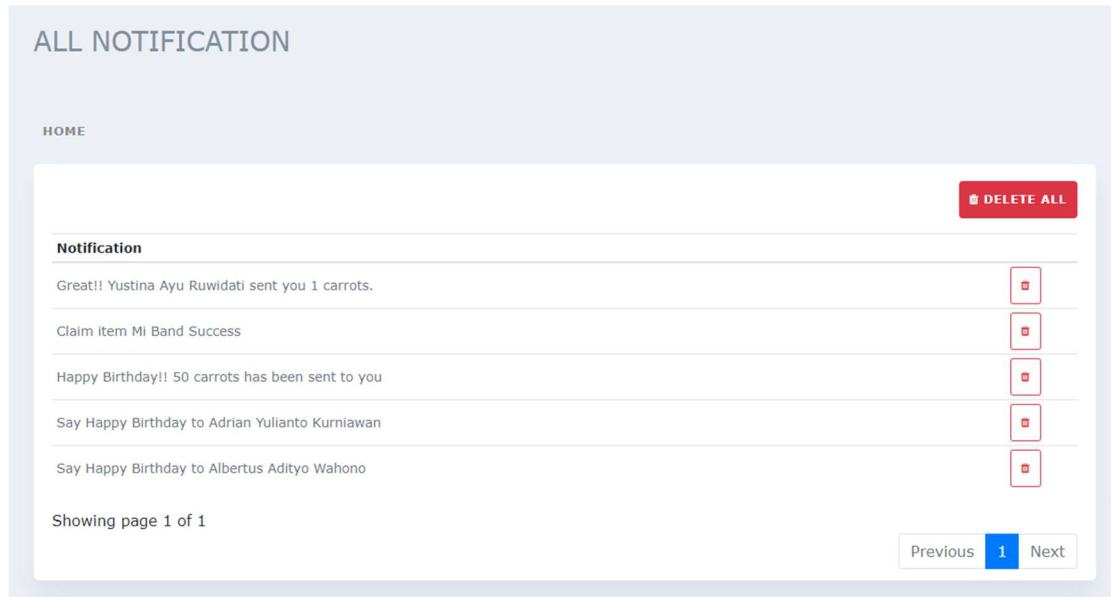 ALL NOTIFICATION
HOME
DELETE ALL
Notification
Great!! Yustina Ayu Ruwidati sent you 1 carrots.
Claim item Mi Band Success
Happy Birthday!! 50 carrots has been sent to you
Say Happy Birthday to Adrian Yulianto Kurniawan
Say Happy Birthday to Albertus Adityo Wahono
Showing page 1 of 1
Previous 1 Next